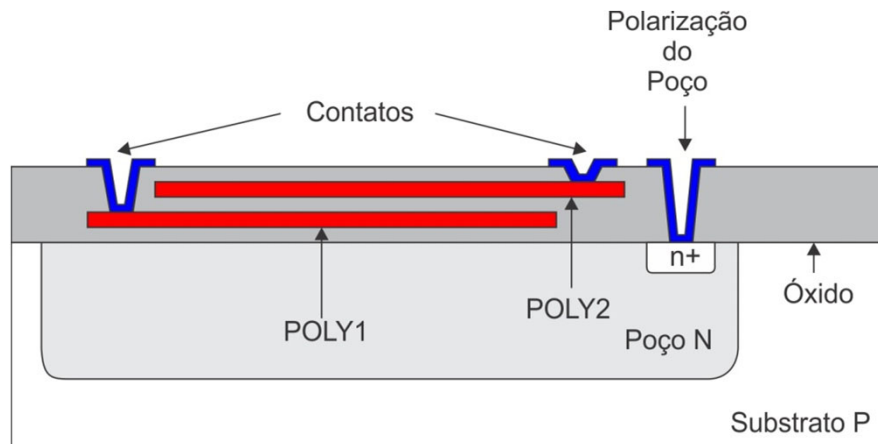 Polarização
do
Poço
Contatos
n+
POLY1
POLY2
Óxido
Poço N
Substrato P